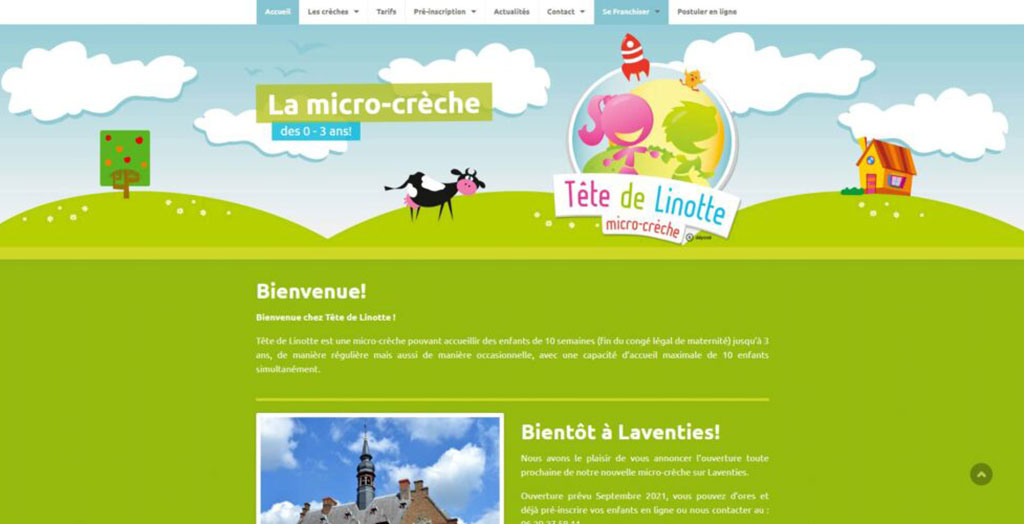 Accueil Les crèches Tarifs Pré-inscription Actualités Contact Se Franchiser Postuler en ligne
La micro-crèche
des 0 - 3 ans!
Tête de Linotte
micro-crèche
Bienvenue!
Bienvenue chez Tête de Linotte !
Tête de Linotte est une micro-crèche pouvant accueillir des enfants de 10 semaines (fin du congé légal de maternité) jusqu'à 3
ans, de manière régulière mais aussi de manière occasionnelle, avec une capacité d'accueil maximale de 10 enfants
simultanément.
Bientôt à Laventies!
Nous avons le plaisir de vous annoncer l'ouverture toute
prochaine de notre nouvelle micro-crèche sur Laventies.
Ouverture prévu Septembre 2021, vous pouvez d'ores et
déjà pré-inscrire vos enfants en ligne ou nous contacter au :